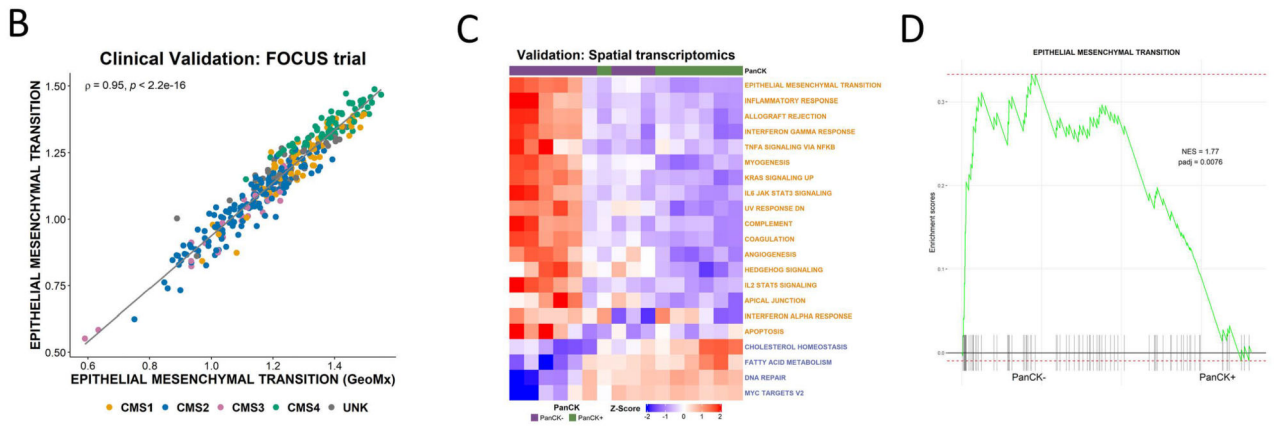 B
Clinical Validation: FOCUS trial
ρ = 0.95, p < 2.2e-16
EPITHELIAL MESENCHYMAL TRANSITION
1.50
1.25
1.00
0.75
0.50
0.6 0.8 1.0 1.2 1.4
EPITHELIAL MESENCHYMAL TRANSITION (GeoMx)
CMS1 CMS2 CMS3 CMS4 UNK
C
Validation: Spatial transcriptomics
PanCK
EPITHELIAL MESENCHYMAL TRANSITION
INFLAMMATORY RESPONSE
ALLOGRAFT REJECTION
INTERFERON GAMMA RESPONSE
TNFA SIGNALING VIA NFKB
MYOGENESIS
KRAS SIGNALING UP
IL6 JAK STAT3 SIGNALING
UV RESPONSE DN
COMPLEMENT
COAGULATION
ANGIOGENESIS
HEDGEHOG SIGNALING
IL2 STAT5 SIGNALING
APICAL JUNCTION
INTERFERON ALPHA RESPONSE
APOPTOSIS
CHOLESTEROL HOMEOSTASIS
FATTY ACID METABOLISM
DNA REPAIR
MYC TARGETS V2
PanCK
PanCK- PanCK+
Z-Score
-2 -1 0 1 2
D
EPITHELIAL MESENCHYMAL TRANSITION
Enrichment scores
0.3
0.2
0.1
0.0
NES = 1.77
padj = 0.0076
PanCK- PanCK+